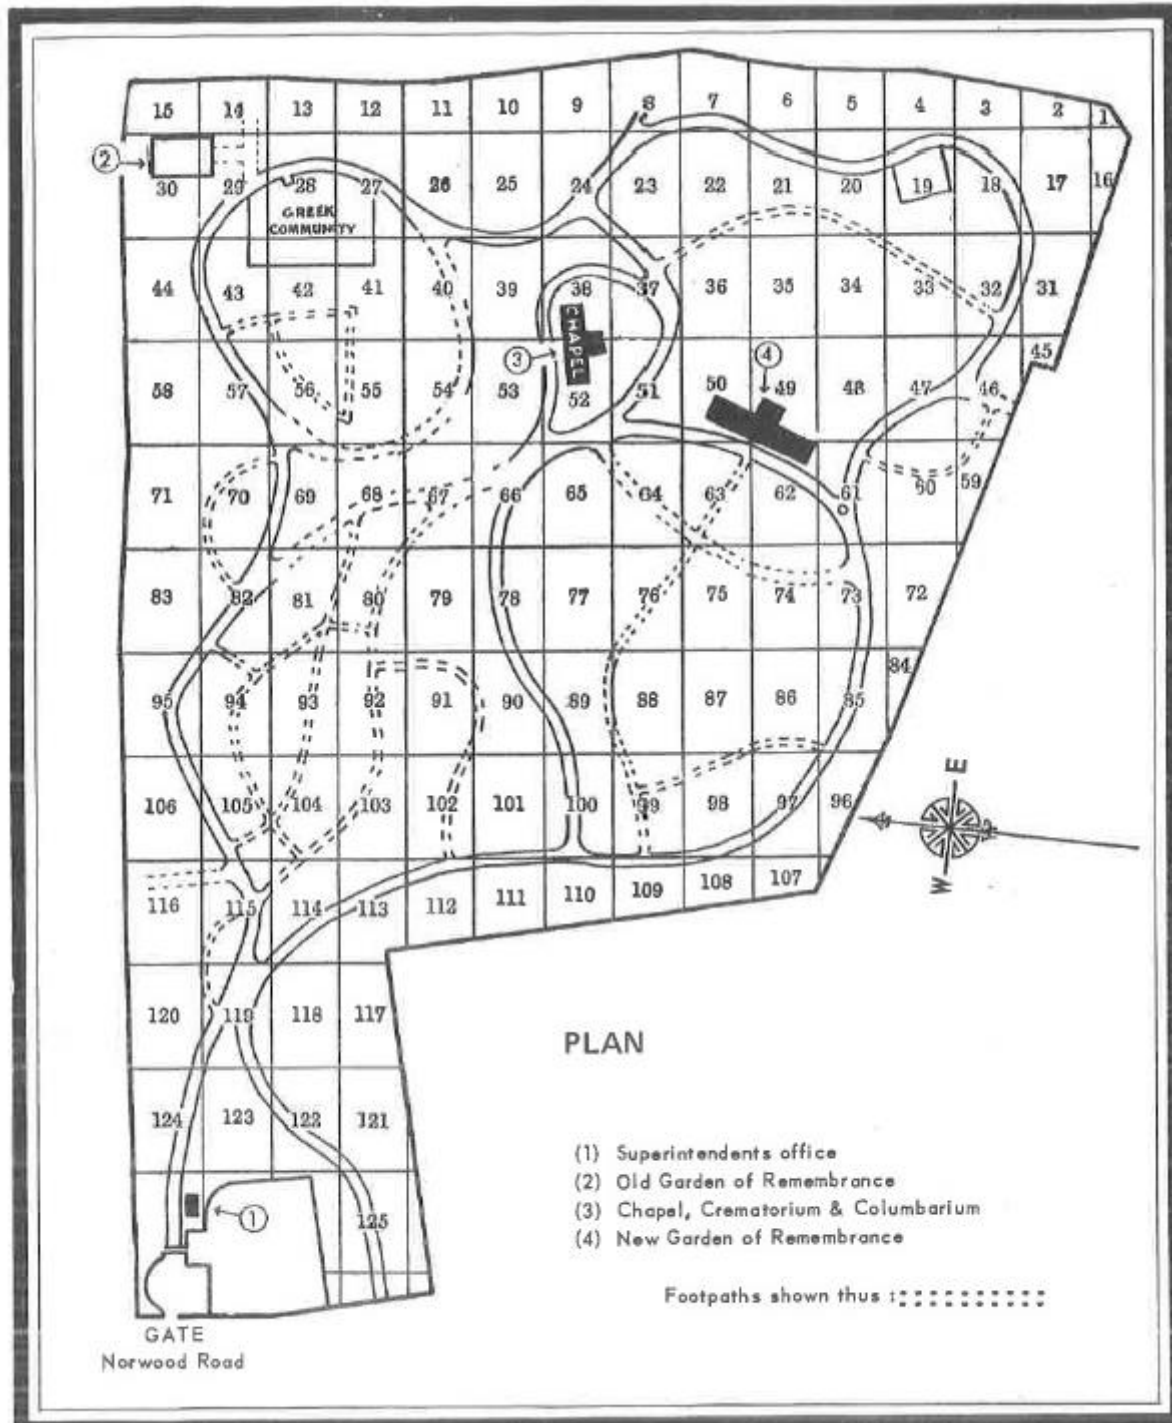 15 14 13 12 11 10 9 8 7 6 5 4 3 2 1
2
30 29 28 27 26 25 24 23 22 21 20 19 18 17 16
GREEK
COMMUNITY
44 43 42 41 40 39 38 37 36 35 34 33 32 31
CHAPEL
3
4
45
58 57 56 55 54 53 52 51 50 49 48 47 46
71 70 69 68 67 66 65 64 63 62 61 60 59
83 82 81 80 79 78 77 76 75 74 73 72
95 94 93 92 91 90 89 88 87 86 85 84
106 105 104 103 102 101 100 99 98 97 96
E
W
116 115 114 113 112 111 110 109 108 107
120 119 118 117
PLAN
124 123 122 121
125
1
(1) Superintendents office
(2) Old Garden of Remembrance
(3) Chapel, Crematorium & Columbarium
(4) New Garden of Remembrance
Footpaths shown thus :
GATE
Norwood Road